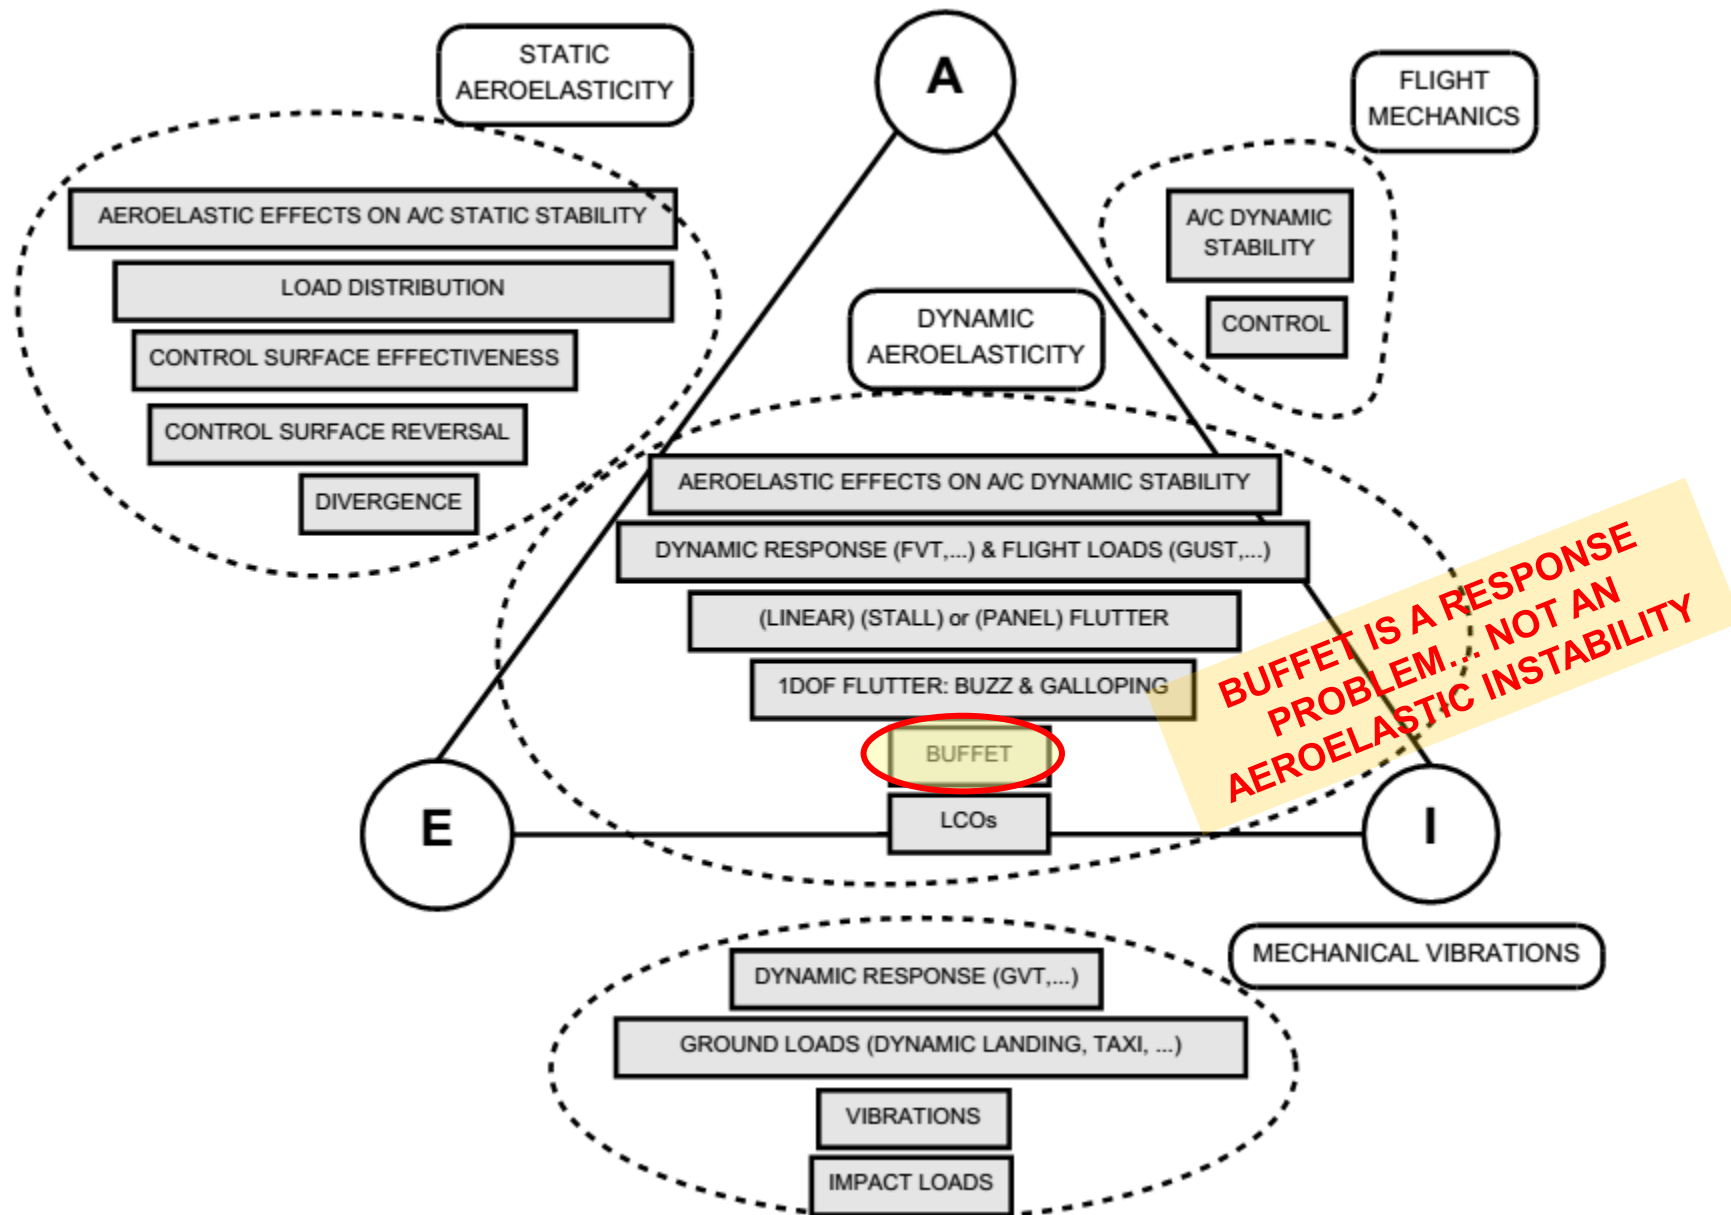 STATIC
AEROELASTICITY
A
FLIGHT
MECHANICS
AEROELASTIC EFFECTS ON A/C STATIC STABILITY
LOAD DISTRIBUTION
CONTROL SURFACE EFFECTIVENESS
CONTROL SURFACE REVERSAL
DIVERGENCE
A/C DYNAMIC
STABILITY
CONTROL
DYNAMIC
AEROELASTICITY
AEROELASTIC EFFECTS ON A/C DYNAMIC STABILITY
DYNAMIC RESPONSE (FVT,...) & FLIGHT LOADS (GUST,...)
(LINEAR) (STALL) or (PANEL) FLUTTER
1DOF FLUTTER: BUZZ & GALLOPING
BUFFET
LCOs
BUFFET IS A RESPONSE
PROBLEM... NOT AN
AEROELASTIC INSTABILITY
E
I
MECHANICAL VIBRATIONS
DYNAMIC RESPONSE (GVT,...)
GROUND LOADS (DYNAMIC LANDING, TAXI, ...)
VIBRATIONS
IMPACT LOADS